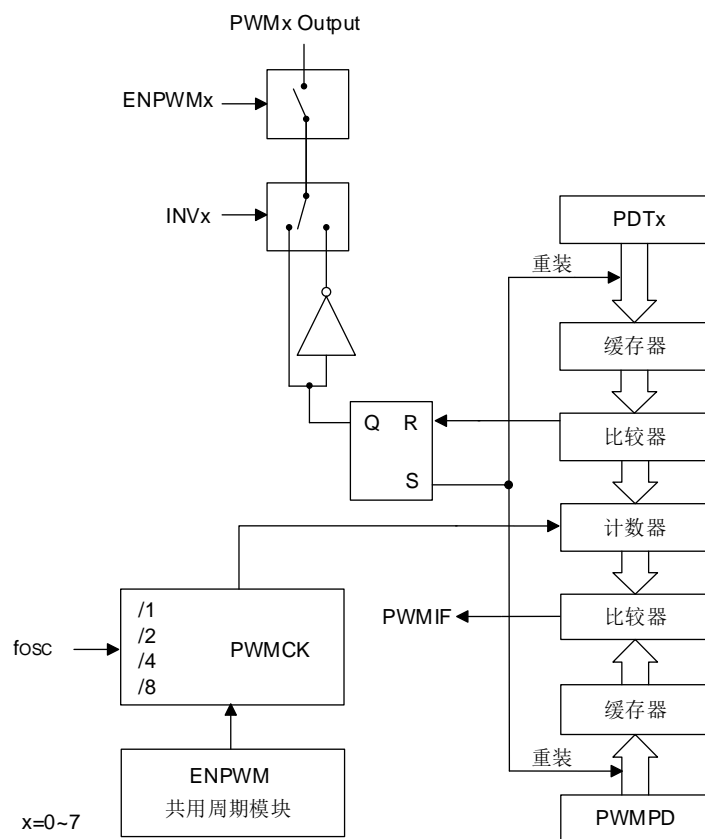 PWMx Output
ENPWMx
INVx
PDTx
重装
缓存器
Q R
S
比较器
计数器
/1
/2
/4
/8
PWMCK
fosc
PWMIF
比较器
缓存器
重装
ENPWM
共用周期模块
PWMPD
x=0~7